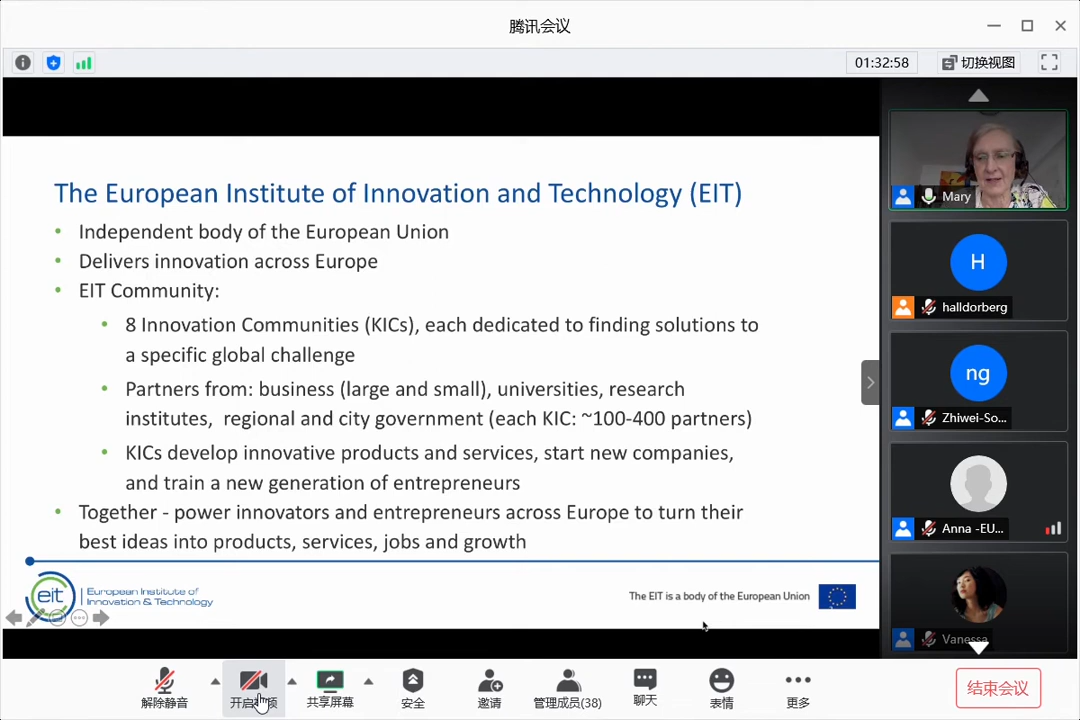 腾讯会议
01:32:58
切换视图
The European Institute of Innovation and Technology (EIT)
• Independent body of the European Union
• Delivers innovation across Europe
• EIT Community:
• 8 Innovation Communities (KICs), each dedicated to finding solutions to
a specific global challenge
• Partners from: business (large and small), universities, research
institutes, regional and city government (each KIC: ~100-400 partners)
• KICs develop innovative products and services, start new companies,
and train a new generation of entrepreneurs
• Together - power innovators and entrepreneurs across Europe to turn their
best ideas into products, services, jobs and growth
eit
European Institute of
Innovation & Technology
The EIT is a body of the European Union
Mary
H
halldorberg
ng
Zhiwei-So...
Anna -EU...
Vanessa
解除静音
开启视频
共享屏幕
安全
邀请
管理成员(38)
聊天
表情
更多
结束会议